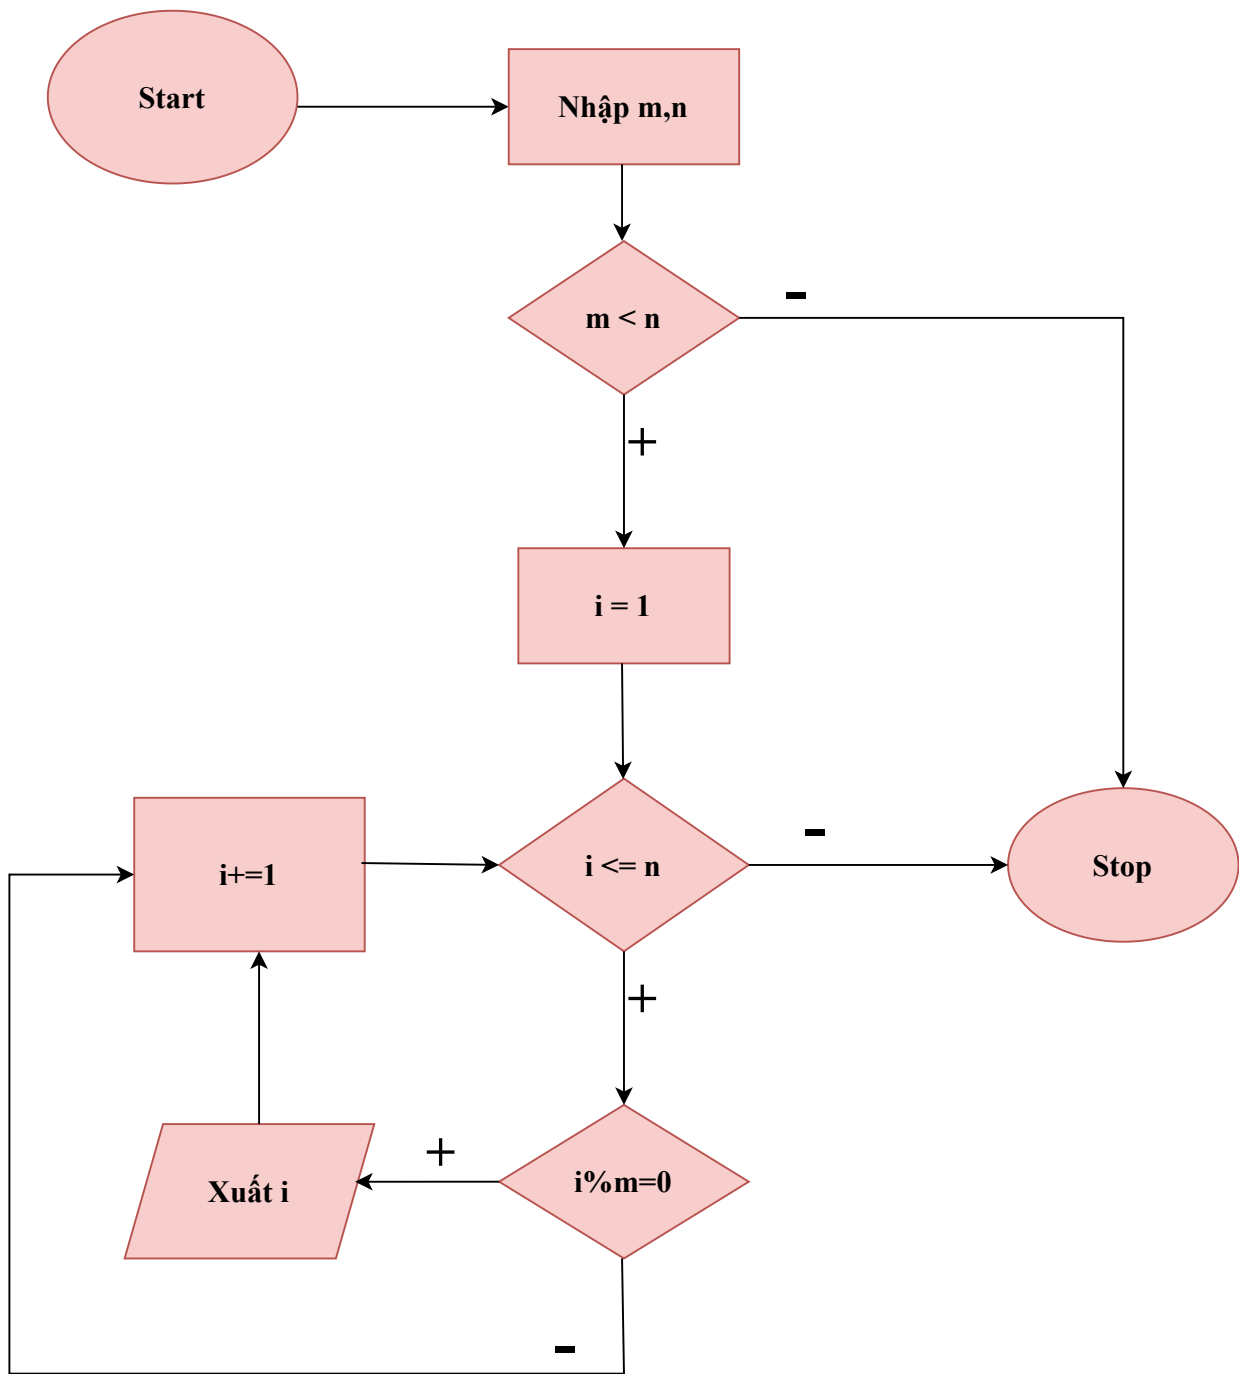 Start
Nhập m,n
m < n
-
+
i = 1
i+=1
i <= n
-
Stop
+
+
Xuất i
i%m=0
-